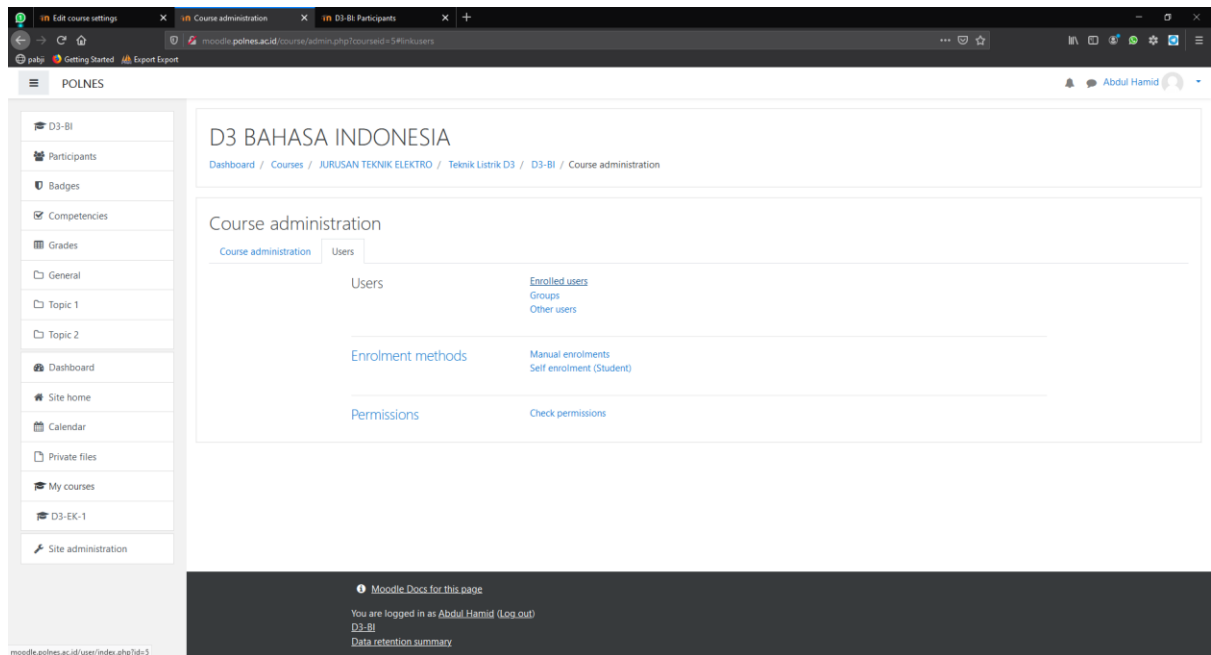 Edit course settings
Course administration
D3-BI: Participants
moodle.polnes.ac.id/course/admin.php?courseid=5#linkusers
pabji Getting Started Export Export
POLNES
Abdul Hamid
D3-BI
Participants
Badges
Competencies
Grades
General
Topic 1
Topic 2
Dashboard
Site home
Calendar
Private files
My courses
D3-EK-1
Site administration
D3 BAHASA INDONESIA
Dashboard / Courses / JURUSAN TEKNIK ELEKTRO / Teknik Listrik D3 / D3-BI / Course administration
Course administration
Course administration Users
Users
Enrolled users
Groups
Other users
Enrolment methods
Manual enrolments
Self enrolment (Student)
Permissions
Check permissions
Moodle Docs for this page
You are logged in as Abdul Hamid (Log out)
D3-BI
Data retention summary
moodle.polnes.ac.id/user/index.php?id=5